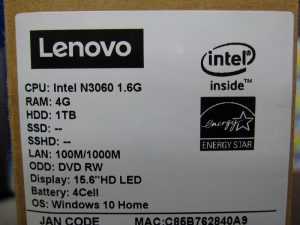 Lenovo
intel
inside™
CPU: Intel N3060 1.6G
RAM: 4G
HDD: 1TB
SSD: --
SSHD: --
LAN: 100M/1000M
ODD: DVD RW
Display: 15.6"HD LED
Battery: 4Cell
OS: Windows 10 Home
energy
ENERGY STAR
JAN CODE
MAC:C85B762840A9